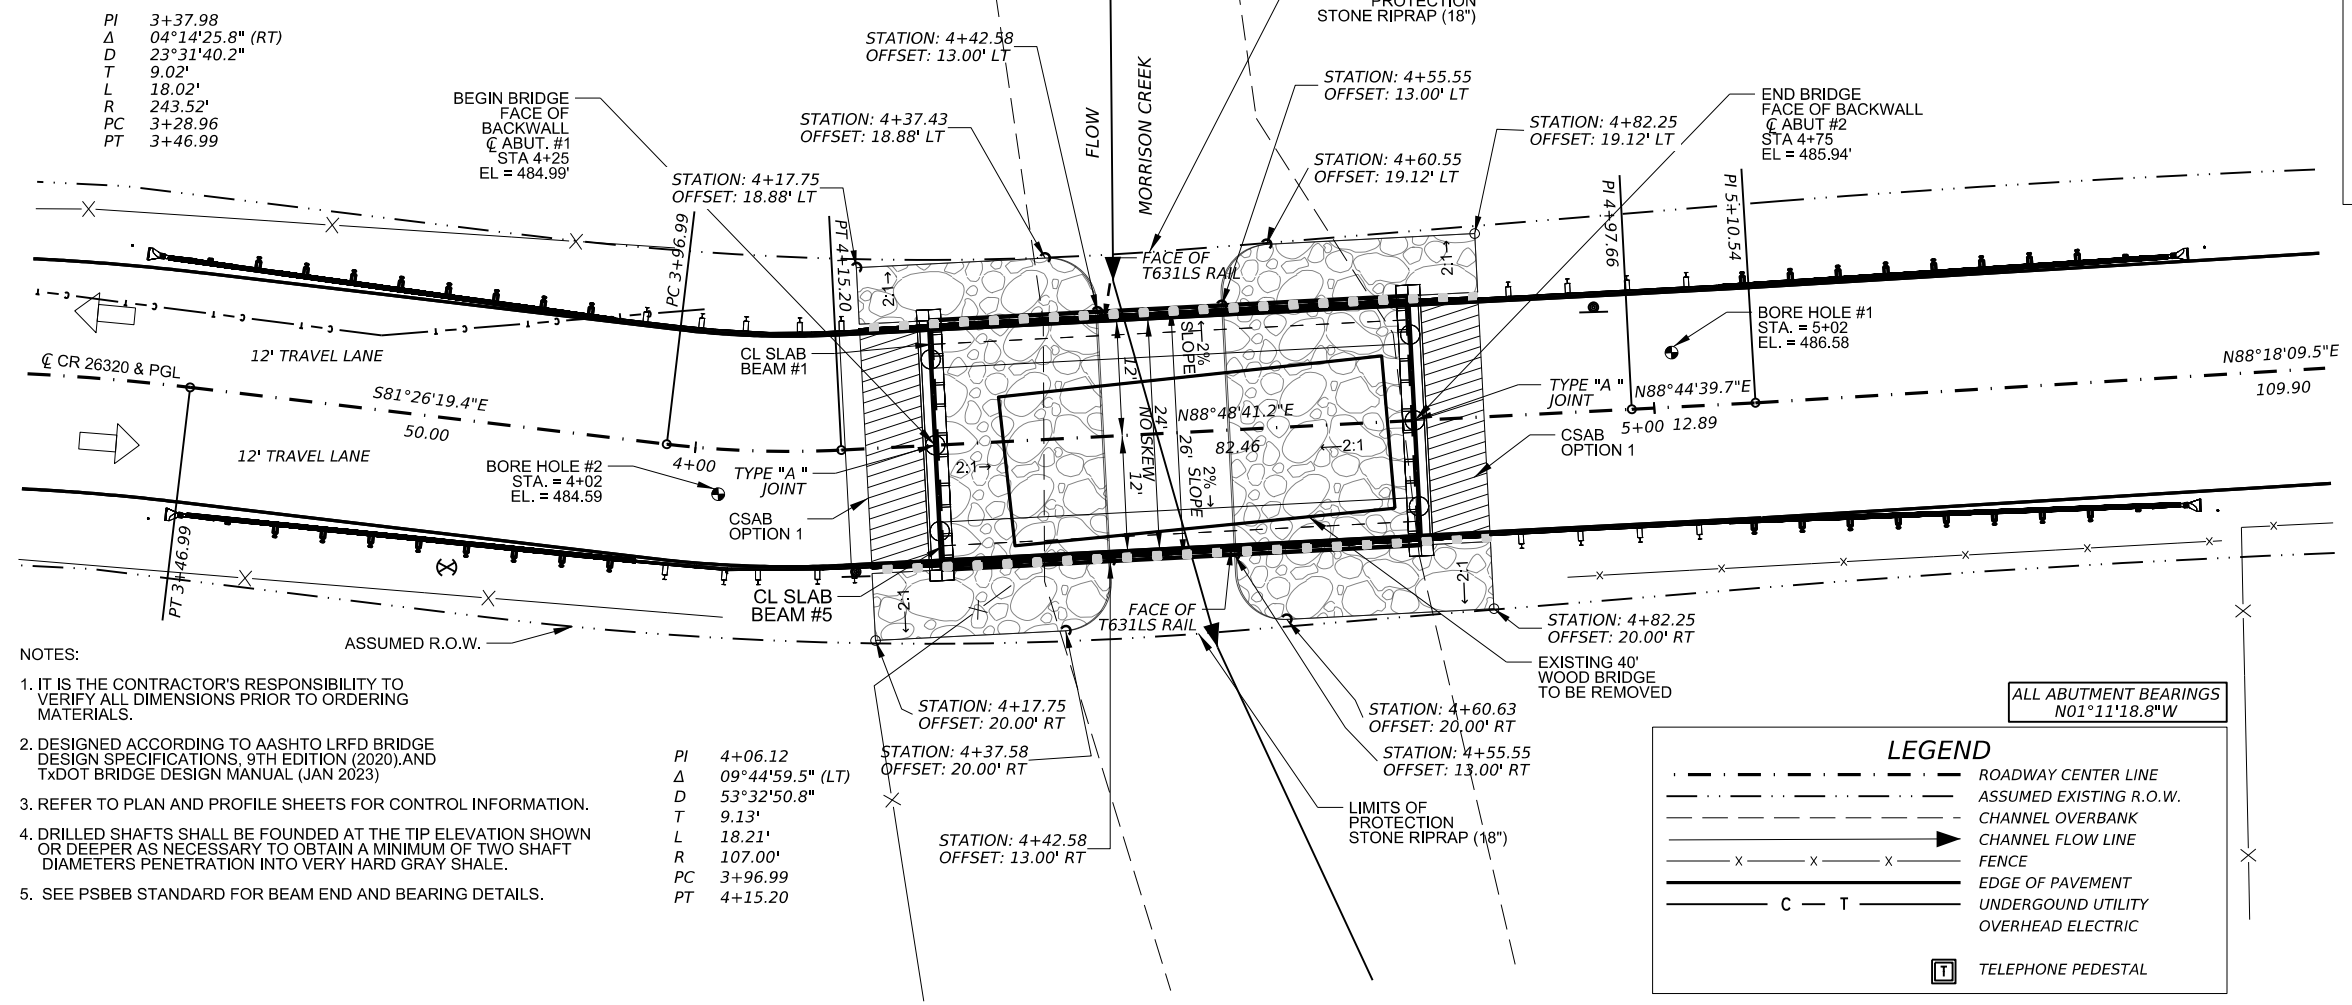 PI 3+37.98
Δ 04°14'25.8" (RT)
D 23°31'40.2"
T 9.02'
L 18.02'
R 243.52'
PC 3+28.96
PT 3+46.99
BEGIN BRIDGE
FACE OF
BACKWALL
℄ ABUT. #1
STA 4+25
EL = 484.99'
STATION: 4+42.58
OFFSET: 13.00' LT
STATION: 4+37.43
OFFSET: 18.88' LT
STATION: 4+17.75
OFFSET: 18.88' LT
FLOW
MORRISON CREEK
PROTECTION
STONE RIPRAP (18")
STATION: 4+55.55
OFFSET: 13.00' LT
STATION: 4+60.55
OFFSET: 19.12' LT
STATION: 4+82.25
OFFSET: 19.12' LT
END BRIDGE
FACE OF BACKWALL
℄ ABUT #2
STA 4+75
EL = 485.94'
PC 3+96.99
PT 4+15.20
PI 4+97.66
PI 5+10.54
FACE OF
T631LS RAIL
2:1→
2:1→
BORE HOLE #1
STA. = 5+02
EL. = 486.58
12' TRAVEL LANE
℄ CR 26320 & PGL
S81°26'19.4"E
50.00
12' TRAVEL LANE
CL SLAB
BEAM #1
←2%
SLOPE
12'
24'
NO SKEW
26'
12'
2% →
SLOPE
N88°48'41.2"E
82.46
2:1→
←2:1
TYPE "A "
JOINT
N88°44'39.7"E
5+00 12.89
N88°18'09.5"E
109.90
CSAB
OPTION 1
BORE HOLE #2
STA. = 4+02
EL. = 484.59
4+00
TYPE "A "
JOINT
CSAB
OPTION 1
PT 3+46.99
CL SLAB
BEAM #5
←2:1
FACE OF
T631LS RAIL
←2:1
ASSUMED R.O.W.
STATION: 4+82.25
OFFSET: 20.00' RT
EXISTING 40'
WOOD BRIDGE
TO BE REMOVED
NOTES:
1. IT IS THE CONTRACTOR'S RESPONSIBILITY TO
VERIFY ALL DIMENSIONS PRIOR TO ORDERING
MATERIALS.
2. DESIGNED ACCORDING TO AASHTO LRFD BRIDGE
DESIGN SPECIFICATIONS, 9TH EDITION (2020).AND
TxDOT BRIDGE DESIGN MANUAL (JAN 2023)
3. REFER TO PLAN AND PROFILE SHEETS FOR CONTROL INFORMATION.
4. DRILLED SHAFTS SHALL BE FOUNDED AT THE TIP ELEVATION SHOWN
OR DEEPER AS NECESSARY TO OBTAIN A MINIMUM OF TWO SHAFT
DIAMETERS PENETRATION INTO VERY HARD GRAY SHALE.
5. SEE PSBEB STANDARD FOR BEAM END AND BEARING DETAILS.
PI 4+06.12
Δ 09°44'59.5" (LT)
D 53°32'50.8"
T 9.13'
L 18.21'
R 107.00'
PC 3+96.99
PT 4+15.20
STATION: 4+17.75
OFFSET: 20.00' RT
STATION: 4+37.58
OFFSET: 20.00' RT
STATION: 4+42.58
OFFSET: 13.00' RT
STATION: 4+60.63
OFFSET: 20.00' RT
STATION: 4+55.55
OFFSET: 13.00' RT
LIMITS OF
PROTECTION
STONE RIPRAP (18")
ALL ABUTMENT BEARINGS
N01°11'18.8"W
LEGEND
ROADWAY CENTER LINE
ASSUMED EXISTING R.O.W.
CHANNEL OVERBANK
CHANNEL FLOW LINE
X X X FENCE
EDGE OF PAVEMENT
C T UNDERGOUND UTILITY
OVERHEAD ELECTRIC
T TELEPHONE PEDESTAL